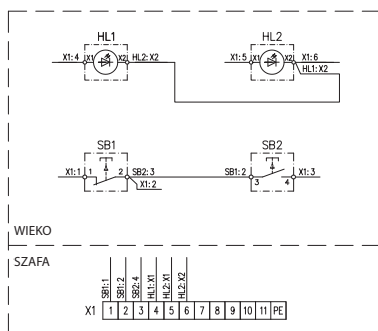 HL1 HL2
X1:4 X1 X2 HL2:X2 X1:5 X1 X2 X1:6
HL1:X2
SB1 SB2
X1:1 1 2 SB2:3 SB1:2 3 4 X1:3
X1:2
WIEKO
SZAFA
SB1:1 SB1:2 SB2:4 HL1:X1 HL2:X1 HL2:X2
X1 1 2 3 4 5 6 7 8 9 10 11 PE